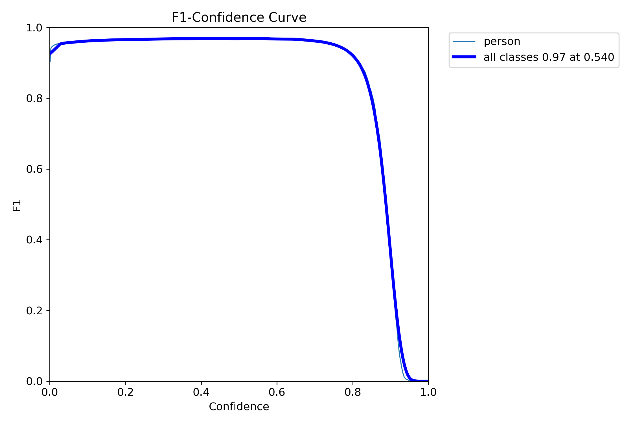 F1-Confidence Curve
1.0
0.8
0.6
0.4
0.2
0.0
F1
0.0 0.2 0.4 0.6 0.8 1.0
Confidence
person
all classes 0.97 at 0.540